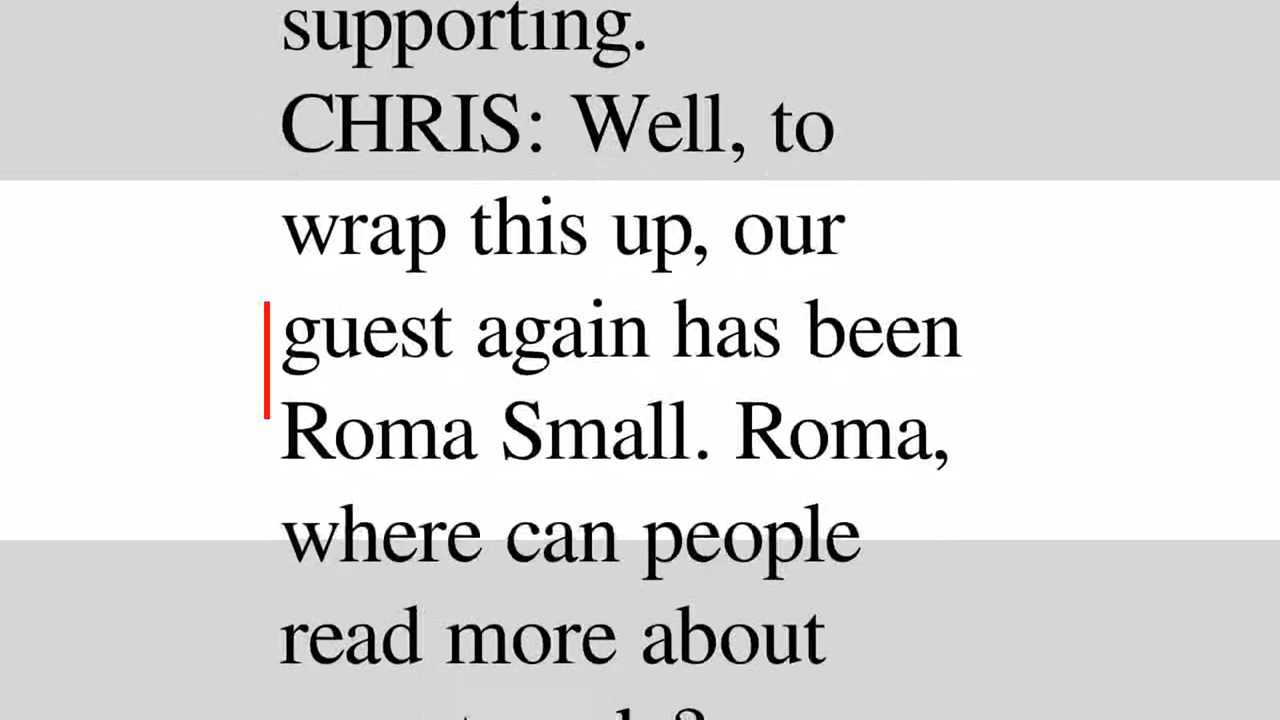 supporting.
CHRIS: Well, to
wrap this up, our
guest again has been
Roma Small. Roma,
where can people
read more about